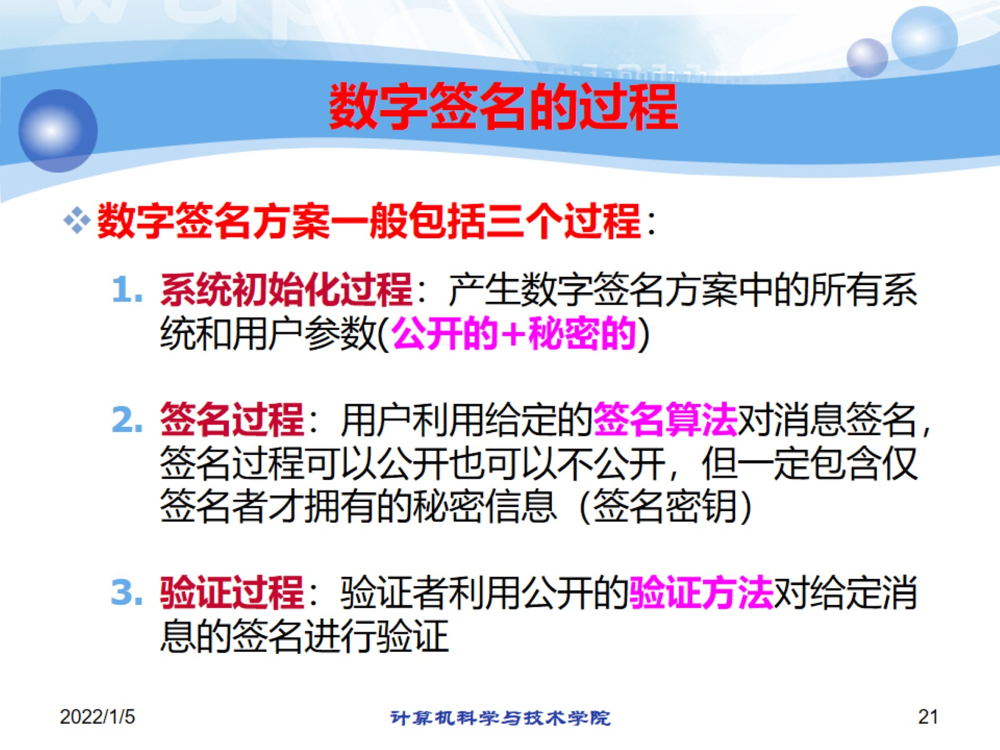 数字签名的过程
数字签名方案一般包括三个过程：
1. 系统初始化过程：产生数字签名方案中的所有系
统和用户参数(公开的+秘密的)
2. 签名过程：用户利用给定的签名算法对消息签名，
签名过程可以公开也可以不公开，但一定包含仅
签名者才拥有的秘密信息（签名密钥）
3. 验证过程：验证者利用公开的验证方法对给定消
息的签名进行验证
2022/1/5
计算机科学与技术学院
21